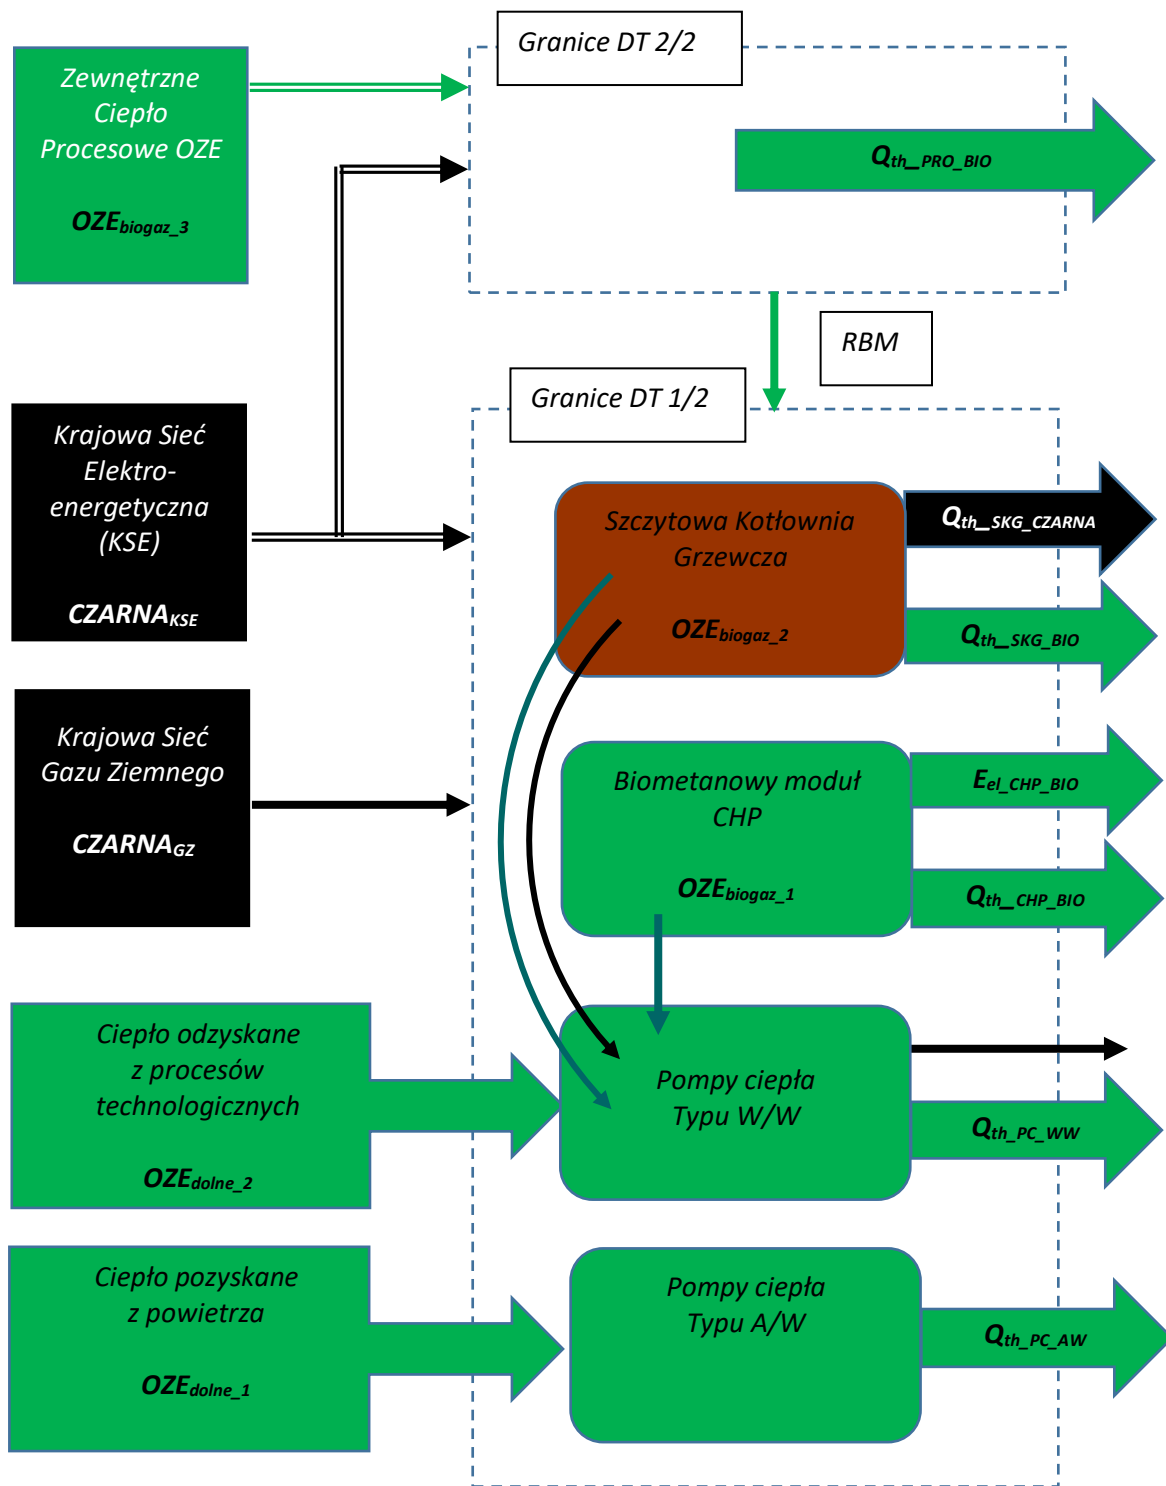 Granice DT 2/2
Zewnętrzne
Ciepło
Procesowe OZE
OZEbiogaz_3
Qth_PRO_BIO
RBM
Granice DT 1/2
Krajowa Sieć
Elektro-
energetyczna
(KSE)
CZARNAKSE
Szczytowa Kotłownia
Grzewcza
OZEbiogaz_2
Qth_SKG_CZARNA
Qth_SKG_BIO
Krajowa Sieć
Gazu Ziemnego
CZARNAGZ
Biometanowy moduł
CHP
OZEbiogaz_1
Eel_CHP_BIO
Qth_CHP_BIO
Ciepło odzyskane
z procesów
technologicznych
OZEdolne_2
Pompy ciepła
Typu W/W
Qth_PC_WW
Ciepło pozyskane
z powietrza
OZEdolne_1
Pompy ciepła
Typu A/W
Qth_PC_AW